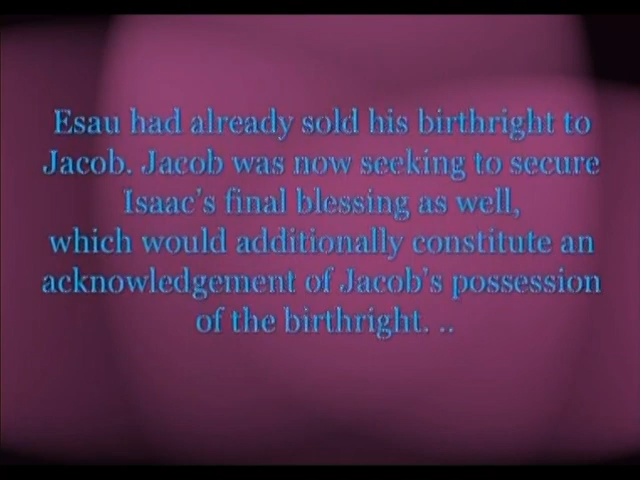 Esau had already sold his birthright to
Jacob. Jacob was now seeking to secure
Isaac's final blessing as well,
which would additionally constitute an
acknowledgement of Jacob's possession
of the birthright. ..